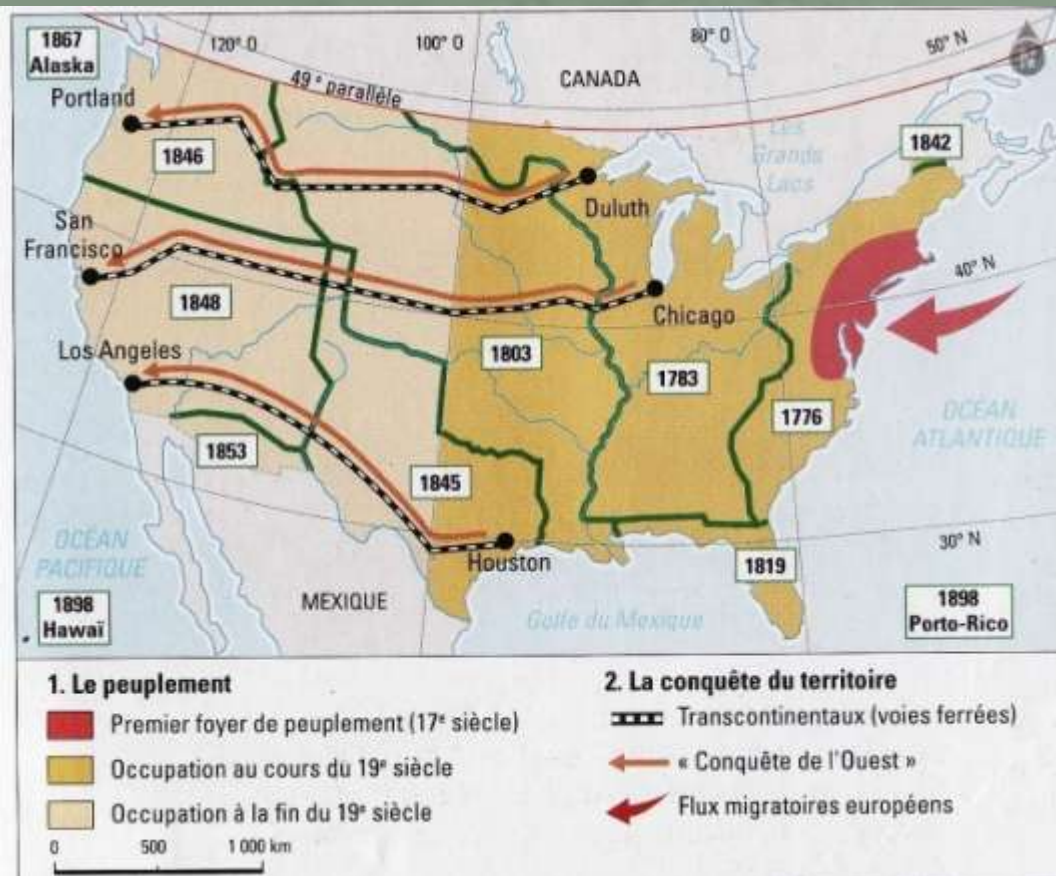 1867
Alaska
120° O
100° O
80° O
50° N
N
49° parallèle
CANADA
Portland
1846
Les
Grands
Lacs
1842
Duluth
San
Francisco
40° N
1848
Chicago
Los Angeles
1803
1783
1776
OCÉAN
ATLANTIQUE
1853
1845
OCÉAN
PACIFIQUE
Houston
30° N
1819
MEXIQUE
Golfe du Mexique
1898
Hawaï
1898
Porto-Rico
1. Le peuplement
Premier foyer de peuplement (17e siècle)
Occupation au cours du 19e siècle
Occupation à la fin du 19e siècle
0 500 1 000 km
2. La conquête du territoire
Transcontinentaux (voies ferrées)
« Conquête de l'Ouest »
Flux migratoires européens